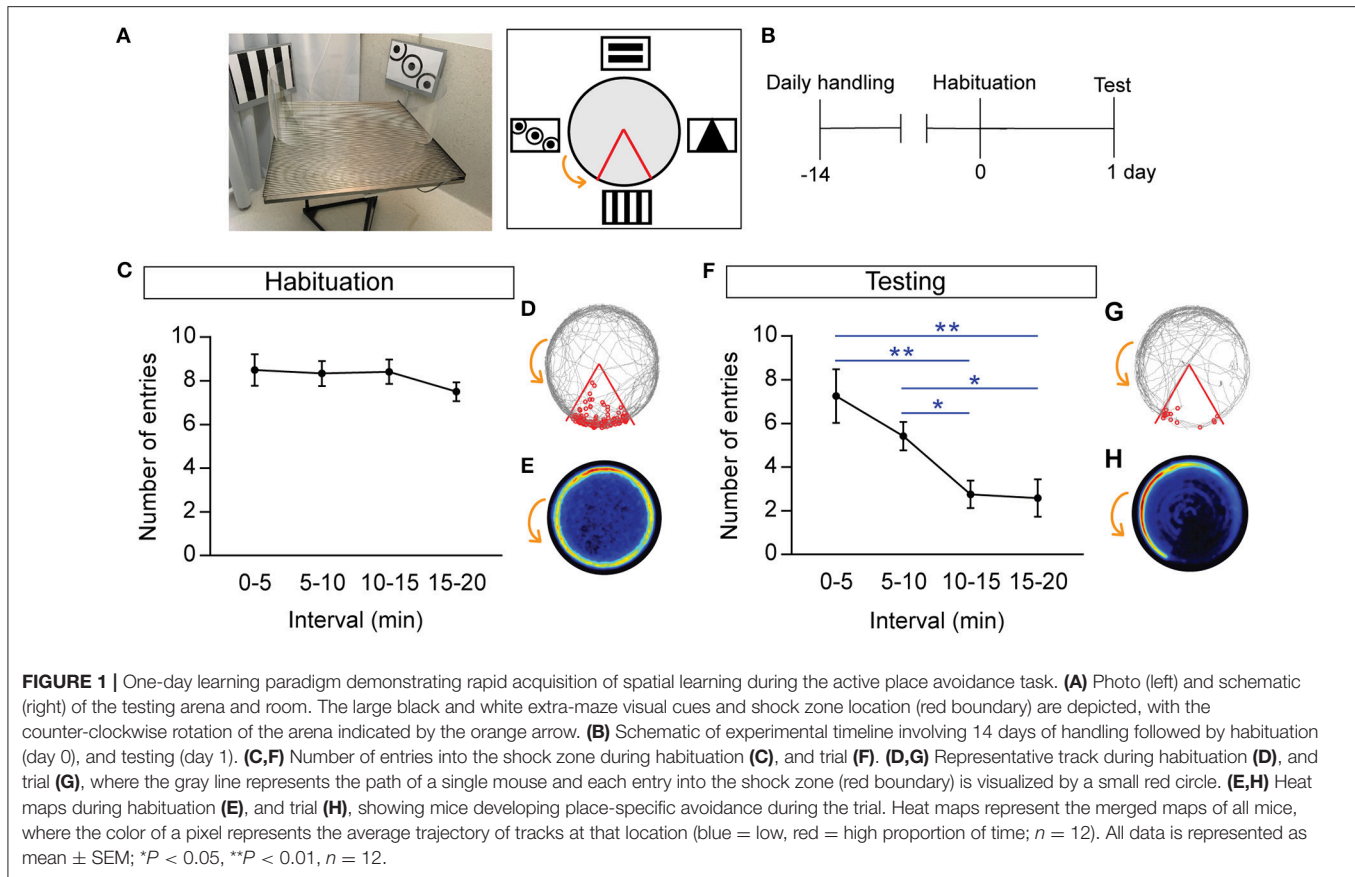 A
B
Daily handling
Habituation
Test
-14
0
1 day
C
Habituation
Number of entries
10
8
6
4
2
0
0-5
5-10
10-15
15-20
Interval (min)
D
E
F
Testing
Number of entries
10
8
6
4
2
0
**
**
*
*
0-5
5-10
10-15
15-20
Interval (min)
G
H
FIGURE 1 | One-day learning paradigm demonstrating rapid acquisition of spatial learning during the active place avoidance task. (A) Photo (left) and schematic
(right) of the testing arena and room. The large black and white extra-maze visual cues and shock zone location (red boundary) are depicted, with the
counter-clockwise rotation of the arena indicated by the orange arrow. (B) Schematic of experimental timeline involving 14 days of handling followed by habituation
(day 0), and testing (day 1). (C,F) Number of entries into the shock zone during habituation (C), and trial (F). (D,G) Representative track during habituation (D), and
trial (G), where the gray line represents the path of a single mouse and each entry into the shock zone (red boundary) is visualized by a small red circle. (E,H) Heat
maps during habituation (E), and trial (H), showing mice developing place-specific avoidance during the trial. Heat maps represent the merged maps of all mice,
where the color of a pixel represents the average trajectory of tracks at that location (blue = low, red = high proportion of time; n = 12). All data is represented as
mean ± SEM; *P < 0.05, **P < 0.01, n = 12.